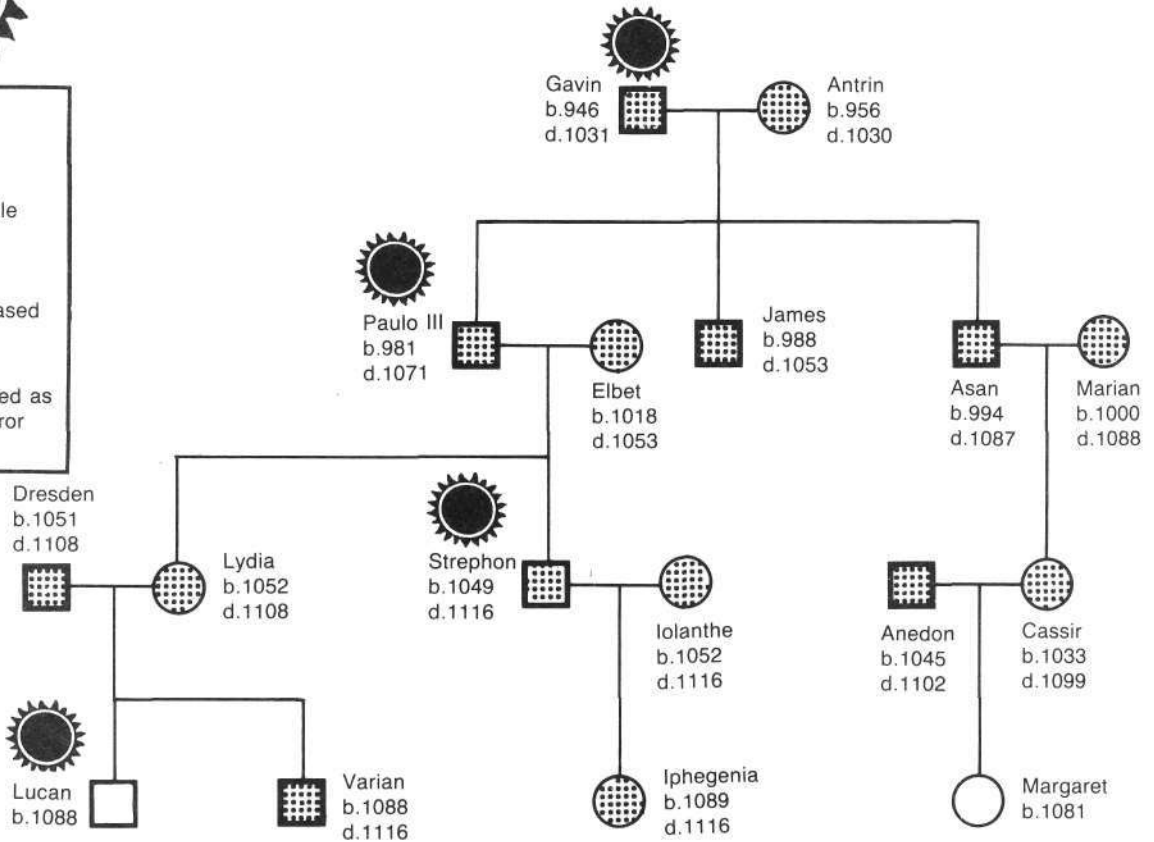 Gavin
b.946
d.1031
Antrin
b.956
d.1030
le
ased
ed as
ror
Paulo III
b.981
d.1071
Elbet
b.1018
d.1053
James
b.988
d.1053
Asan
b.994
d.1087
Marian
b.1000
d.1088
Dresden
b.1051
d.1108
Lydia
b.1052
d.1108
Strephon
b.1049
d.1116
Iolanthe
b.1052
d.1116
Anedon
b.1045
d.1102
Cassir
b.1033
d.1099
Lucan
b.1088
Varian
b.1088
d.1116
Iphegenia
b.1089
d.1116
Margaret
b.1081